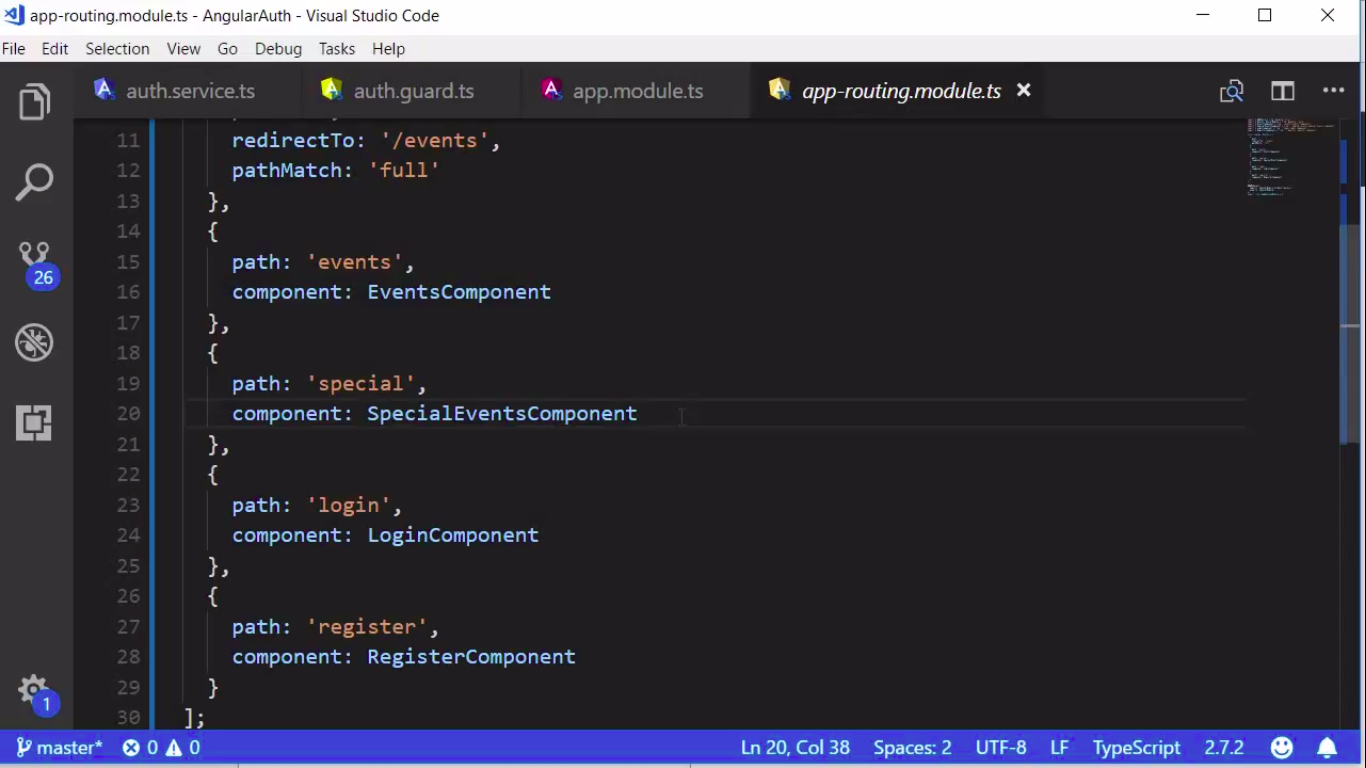 app-routing.module.ts - AngularAuth - Visual Studio Code
File Edit Selection View Go Debug Tasks Help
auth.service.ts auth.guard.ts app.module.ts app-routing.module.ts
11 redirectTo: '/events',
12 pathMatch: 'full'
13 },
14 {
15 path: 'events',
16 component: EventsComponent
17 },
18 {
19 path: 'special',
20 component: SpecialEventsComponent
21 },
22 {
23 path: 'login',
24 component: LoginComponent
25 },
26 {
27 path: 'register',
28 component: RegisterComponent
29 }
30 ];
26
1
master* 0 0 Ln 20, Col 38 Spaces: 2 UTF-8 LF TypeScript 2.7.2